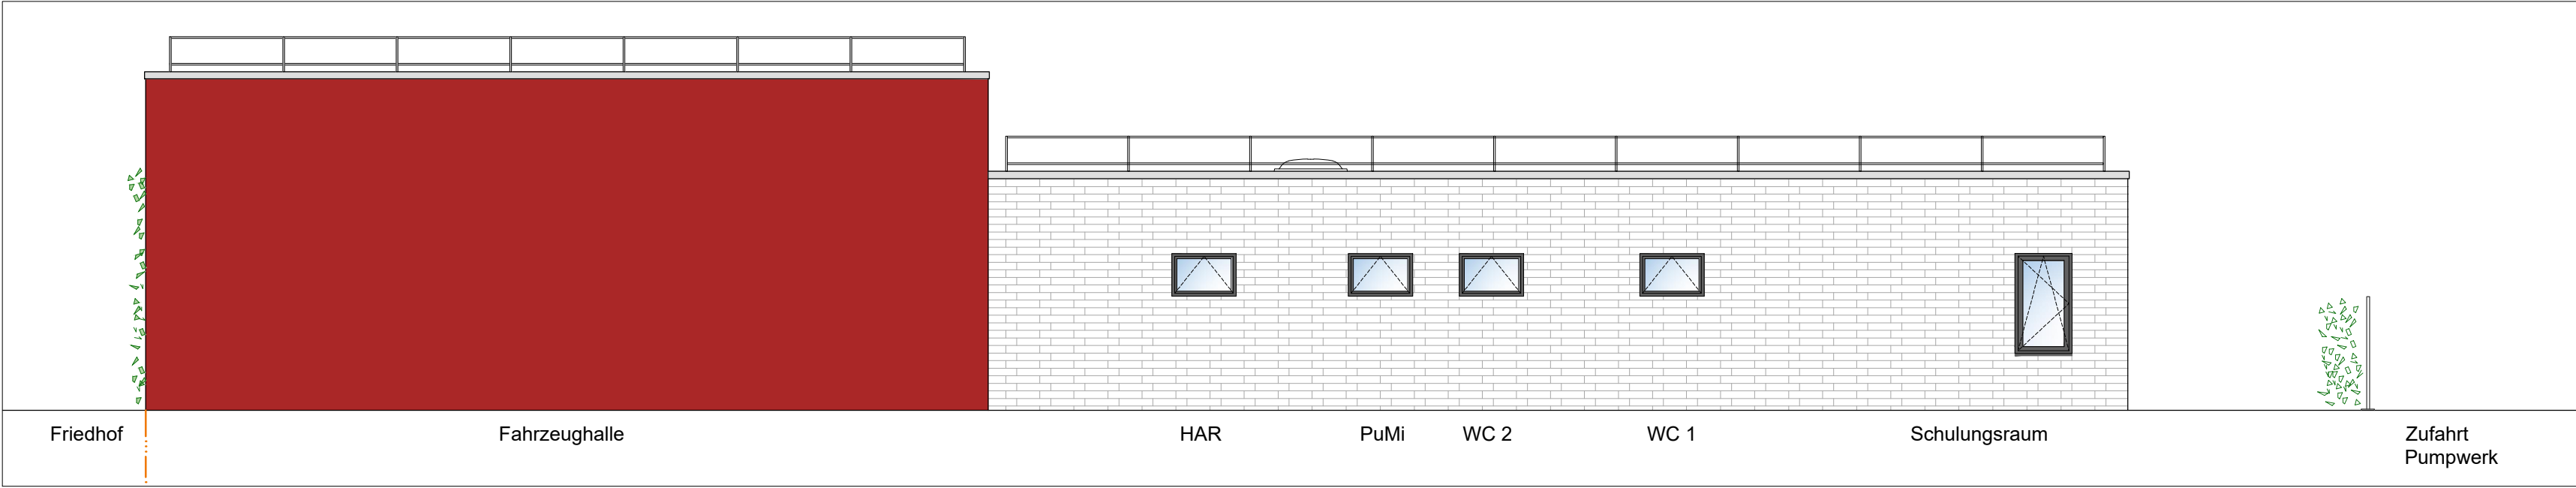 Friedhof
Fahrzeughalle
HAR
PuMi
WC 2
WC 1
Schulungsraum
Zufahrt
Pumpwerk